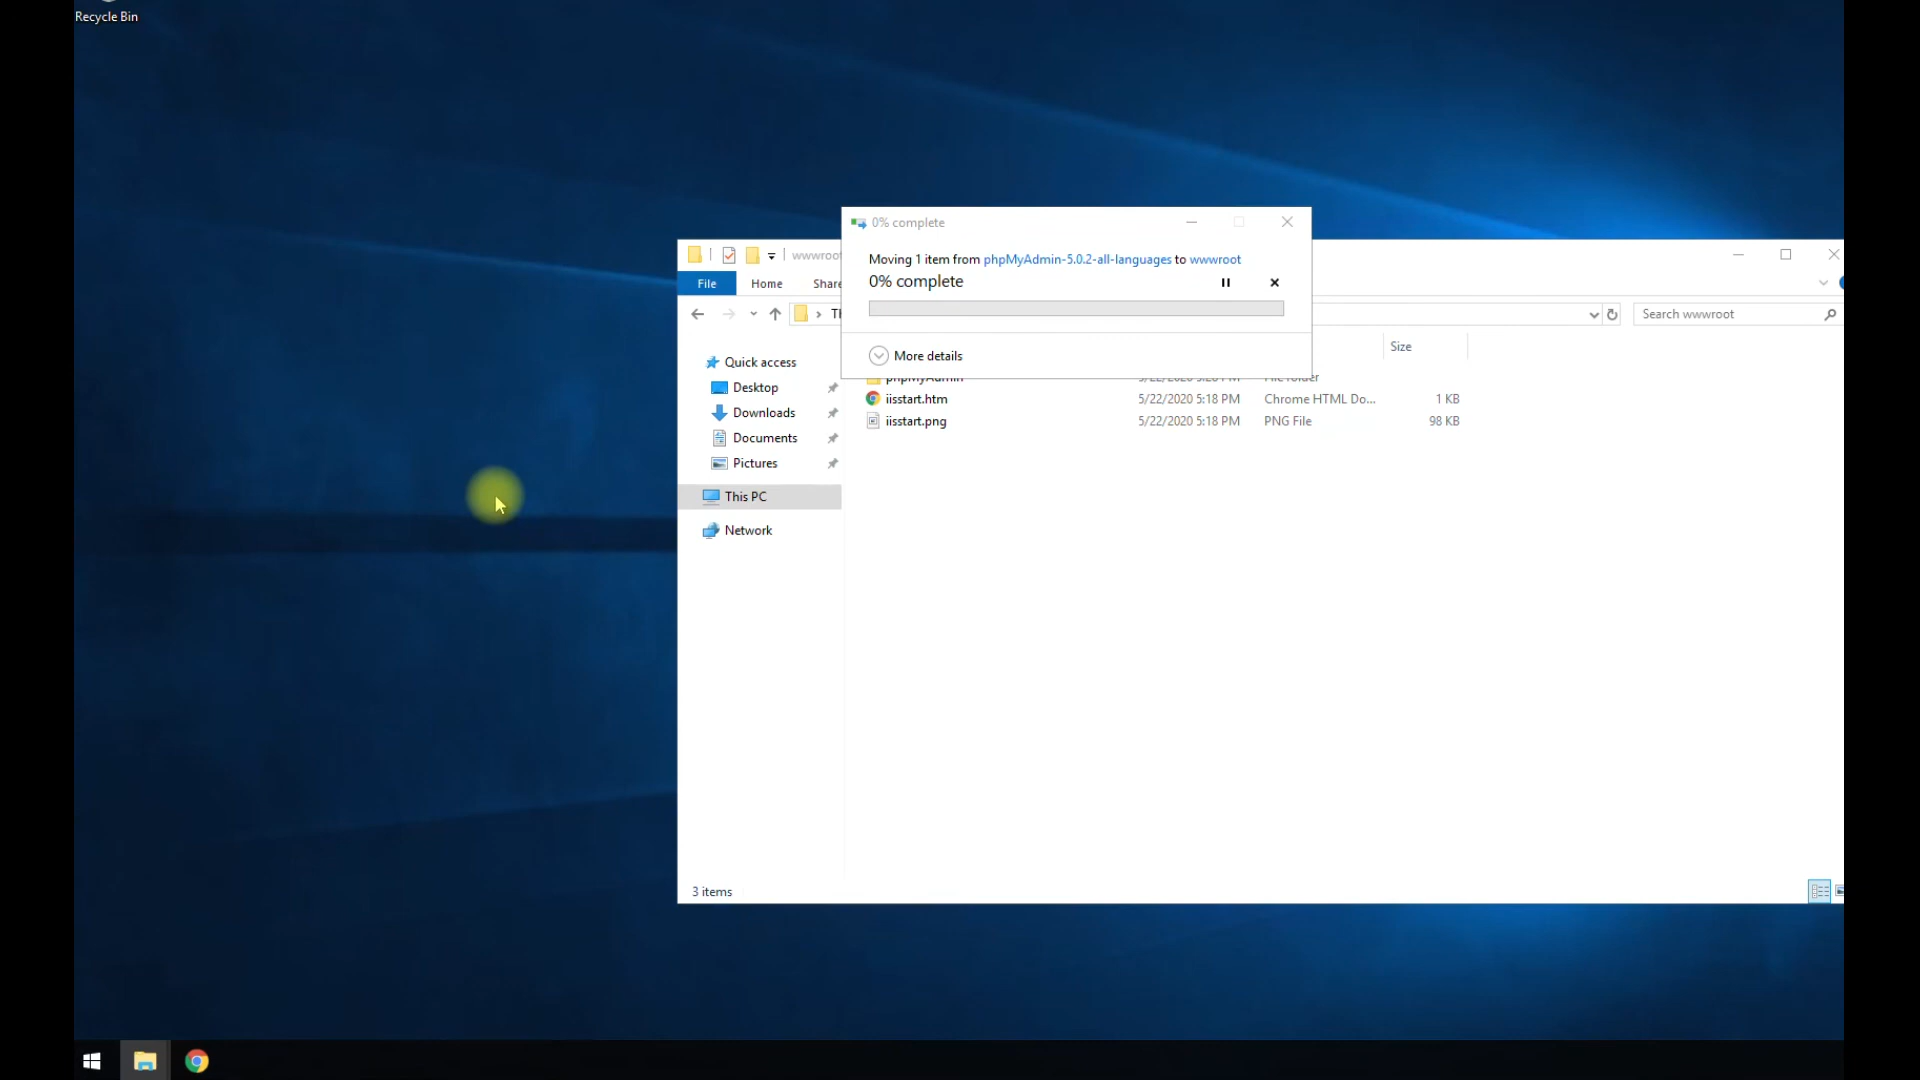 Recycle Bin
0% complete
Moving 1 item from phpMyAdmin-5.0.2-all-languages to wwwroot
0% complete
More details
wwwroot
File Home Share
Search wwwroot
Size
Quick access
Desktop
Downloads
Documents
Pictures
This PC
Network
phpMyAdmin 5/22/2020 5:28 PM File folder
iisstart.htm 5/22/2020 5:18 PM Chrome HTML Do... 1 KB
iisstart.png 5/22/2020 5:18 PM PNG File 98 KB
3 items